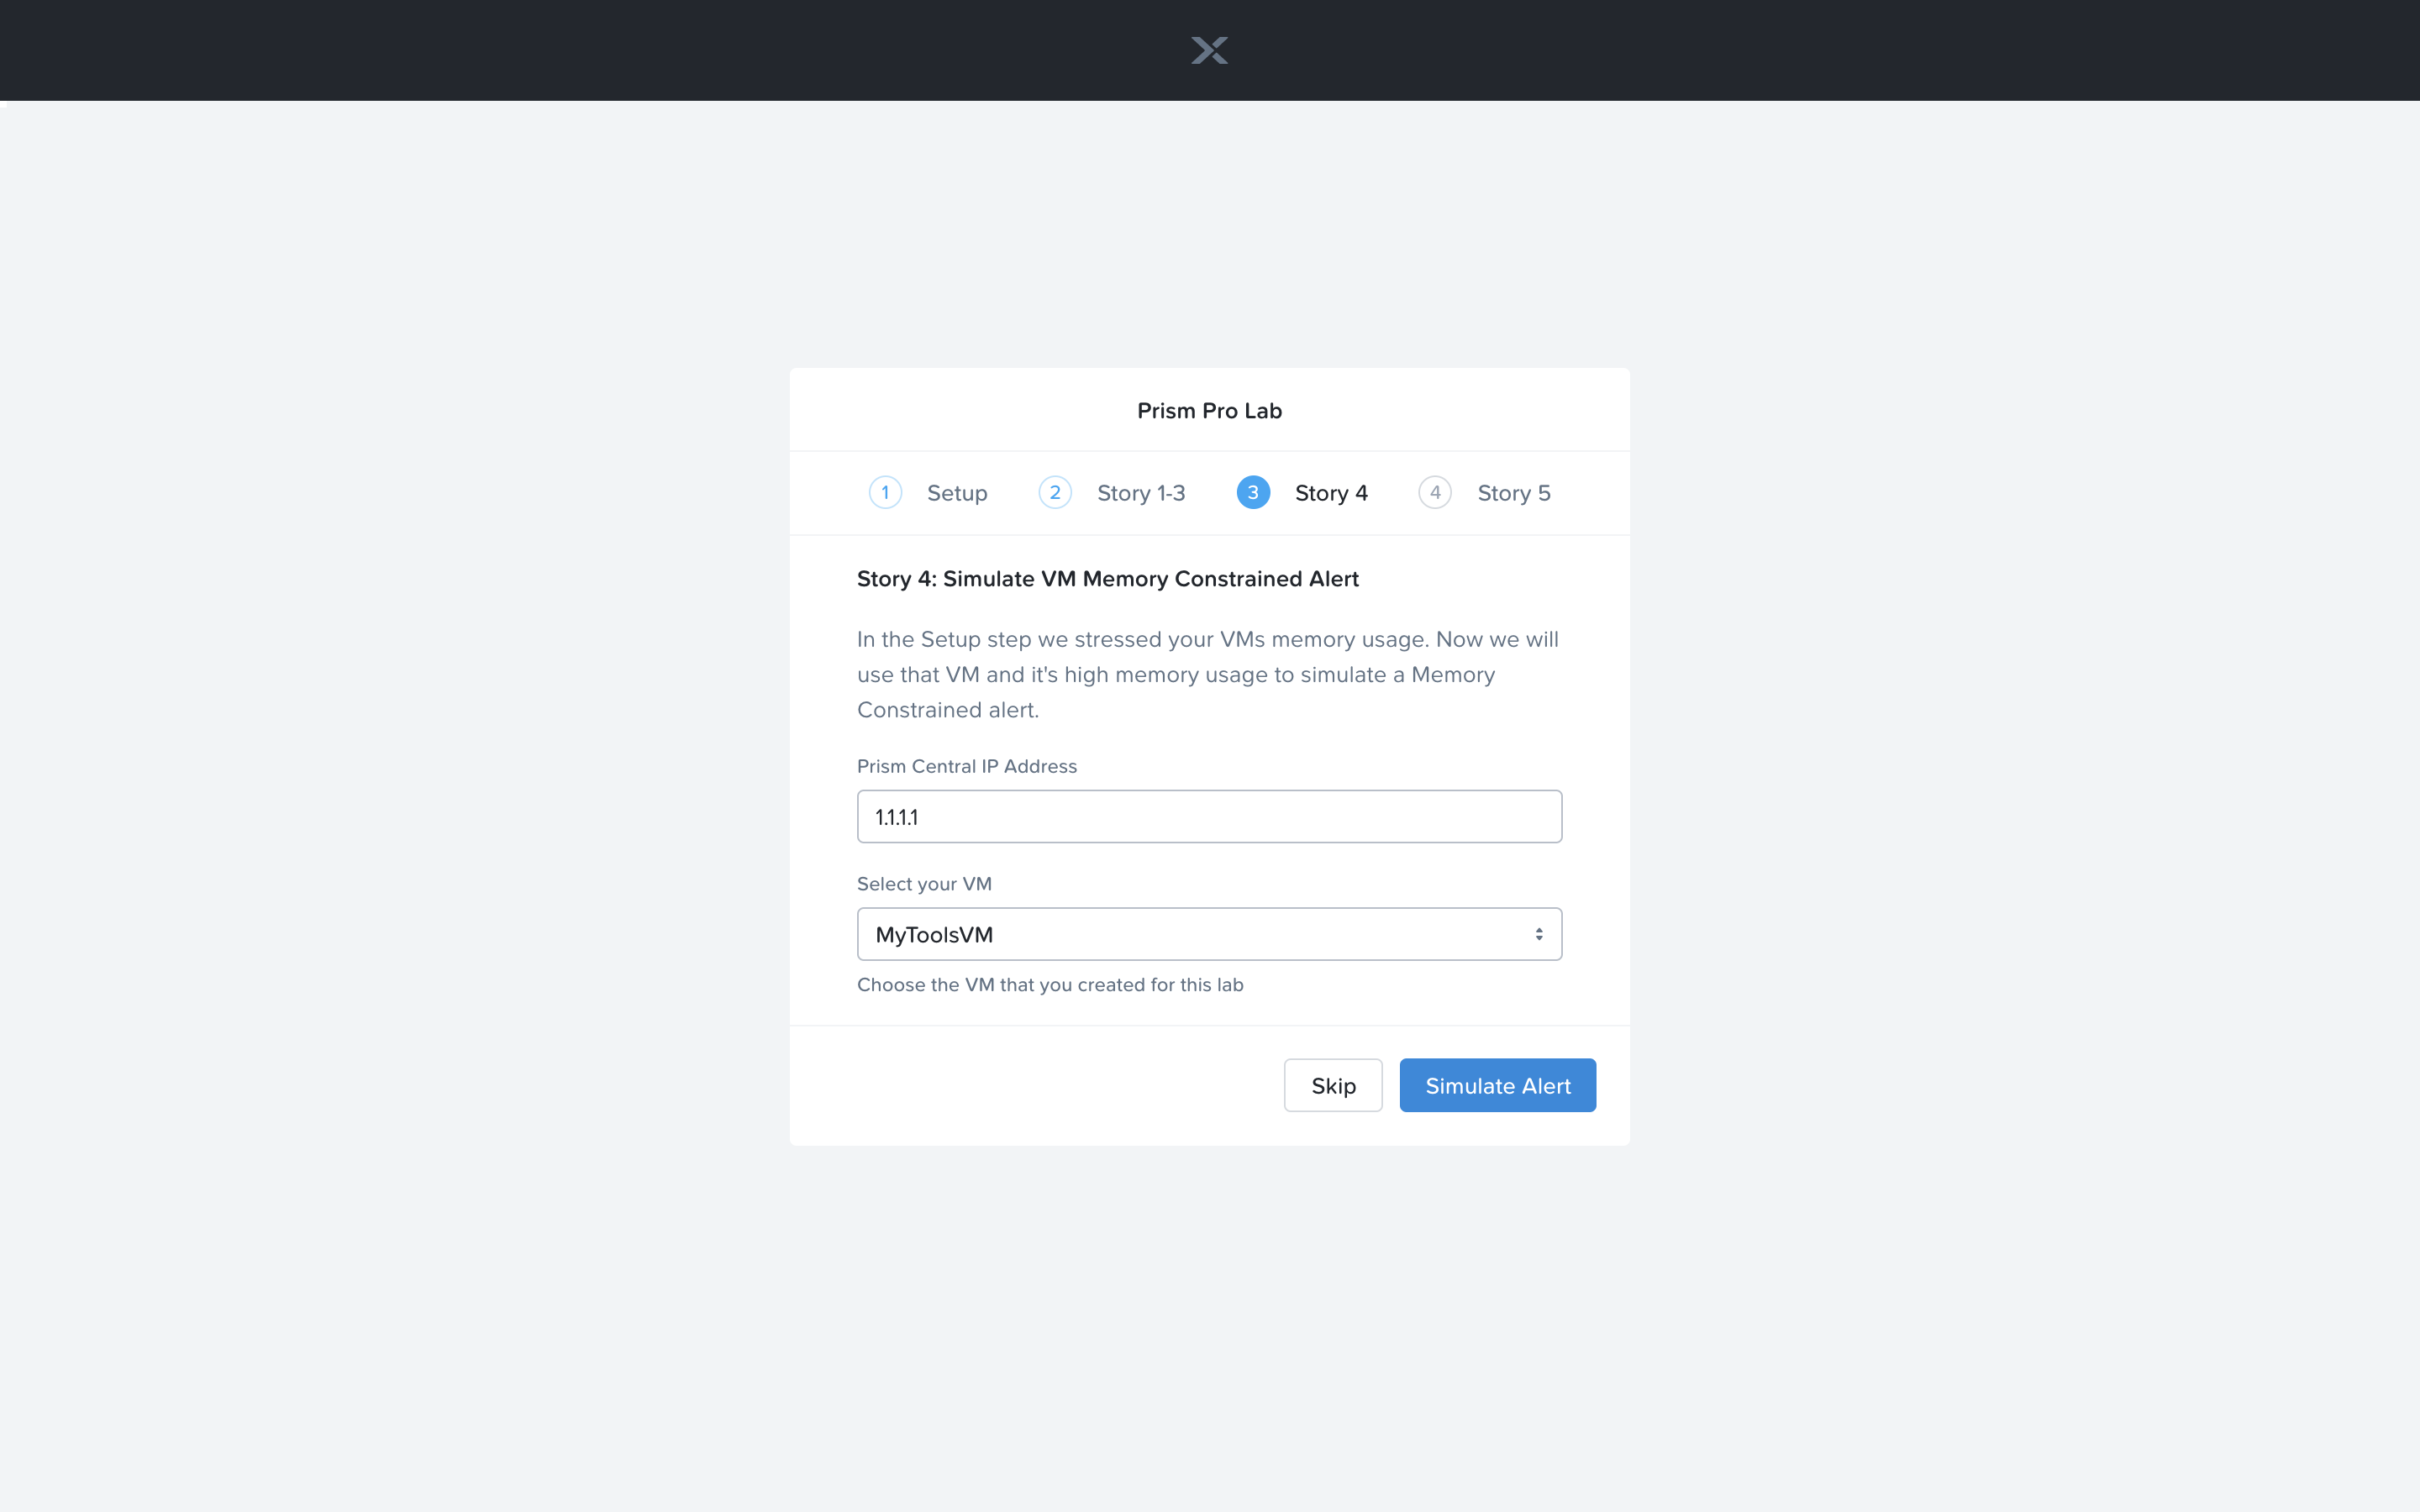 Prism Pro Lab
1 Setup 2 Story 1-3 3 Story 4 4 Story 5
Story 4: Simulate VM Memory Constrained Alert
In the Setup step we stressed your VMs memory usage. Now we will
use that VM and it's high memory usage to simulate a Memory
Constrained alert.
Prism Central IP Address
1.1.1.1
Select your VM
MyToolsVM
Choose the VM that you created for this lab
Skip Simulate Alert